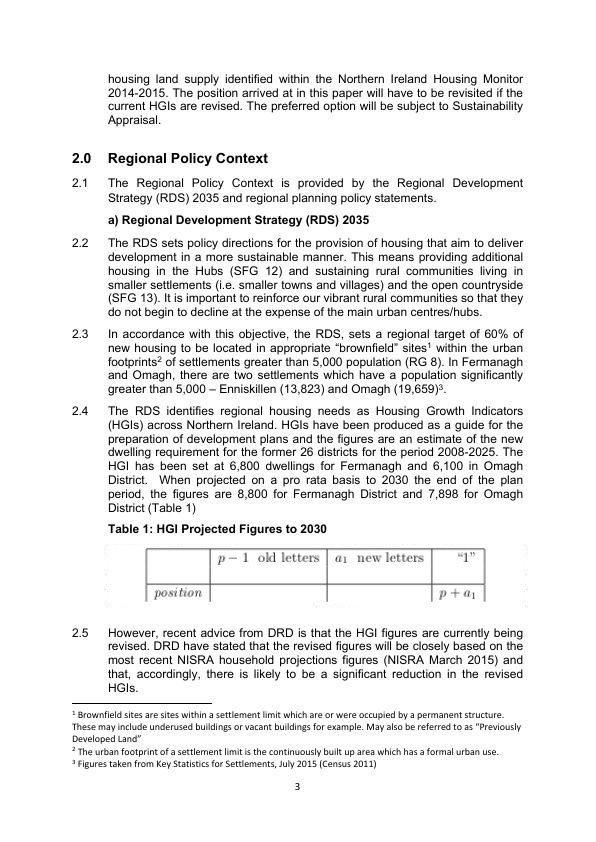 housing land supply identified within the Northern Ireland Housing Monitor
2014-2015. The position arrived at in this paper will have to be revisited if the
current HGIs are revised. The preferred option will be subject to Sustainability
Appraisal.
2.0 Regional Policy Context
2.1 The Regional Policy Context is provided by the Regional Development
Strategy (RDS) 2035 and regional planning policy statements.
a) Regional Development Strategy (RDS) 2035
2.2 The RDS sets policy directions for the provision of housing that aim to deliver
development in a more sustainable manner. This means providing additional
housing in the Hubs (SFG 12) and sustaining rural communities living in
smaller settlements (i.e. smaller towns and villages) and the open countryside
(SFG 13). It is important to reinforce our vibrant rural communities so that they
do not begin to decline at the expense of the main urban centres/hubs.
2.3 In accordance with this objective, the RDS, sets a regional target of 60% of
new housing to be located in appropriate “brownfield” sites¹ within the urban
footprints² of settlements greater than 5,000 population (RG 8). In Fermanagh
and Omagh, there are two settlements which have a population significantly
greater than 5,000 – Enniskillen (13,823) and Omagh (19,659)³.
2.4 The RDS identifies regional housing needs as Housing Growth Indicators
(HGIs) across Northern Ireland. HGIs have been produced as a guide for the
preparation of development plans and the figures are an estimate of the new
dwelling requirement for the former 26 districts for the period 2008-2025. The
HGI has been set at 6,800 dwellings for Fermanagh and 6,100 in Omagh
District. When projected on a pro rata basis to 2030 the end of the plan
period, the figures are 8,800 for Fermanagh District and 7,898 for Omagh
District (Table 1)
Table 1: HGI Projected Figures to 2030
p − 1 old letters a₁ new letters “1”
position p + a₁
2.5 However, recent advice from DRD is that the HGI figures are currently being
revised. DRD have stated that the revised figures will be closely based on the
most recent NISRA household projections figures (NISRA March 2015) and
that, accordingly, there is likely to be a significant reduction in the revised
HGIs.
¹ Brownfield sites are sites within a settlement limit which are or were occupied by a permanent structure.
These may include underused buildings or vacant buildings for example. May also be referred to as “Previously
Developed Land”
² The urban footprint of a settlement limit is the continuously built up area which has a formal urban use.
³ Figures taken from Key Statistics for Settlements, July 2015 (Census 2011)
3